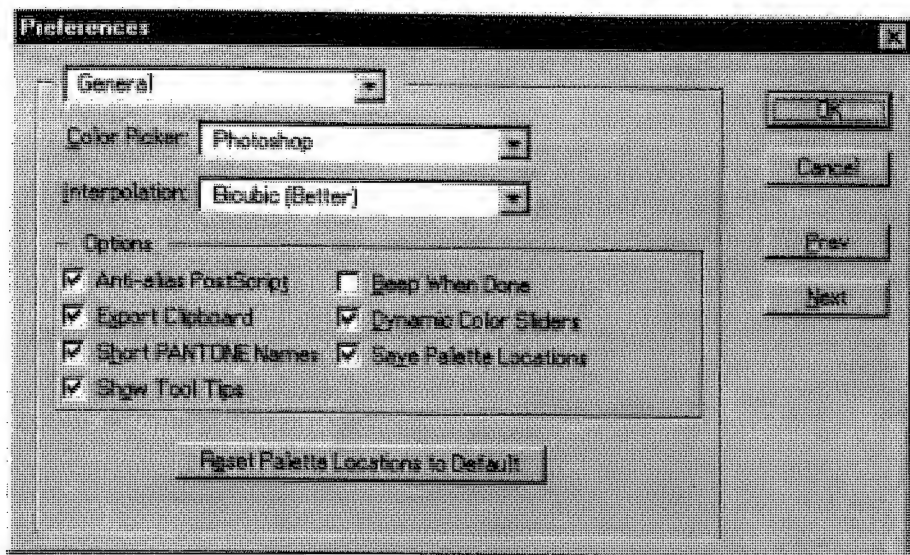 Preferences
General
OK
Color Picker: Photoshop
Cancel
Interpolation: Bicubic (Better)
Prev
Options
Anti-alias PostScript
Beep When Done
Next
Export Clipboard
Dynamic Color Sliders
Short PANTONE Names
Save Palette Locations
Show Tool Tips
Reset Palette Locations to Default